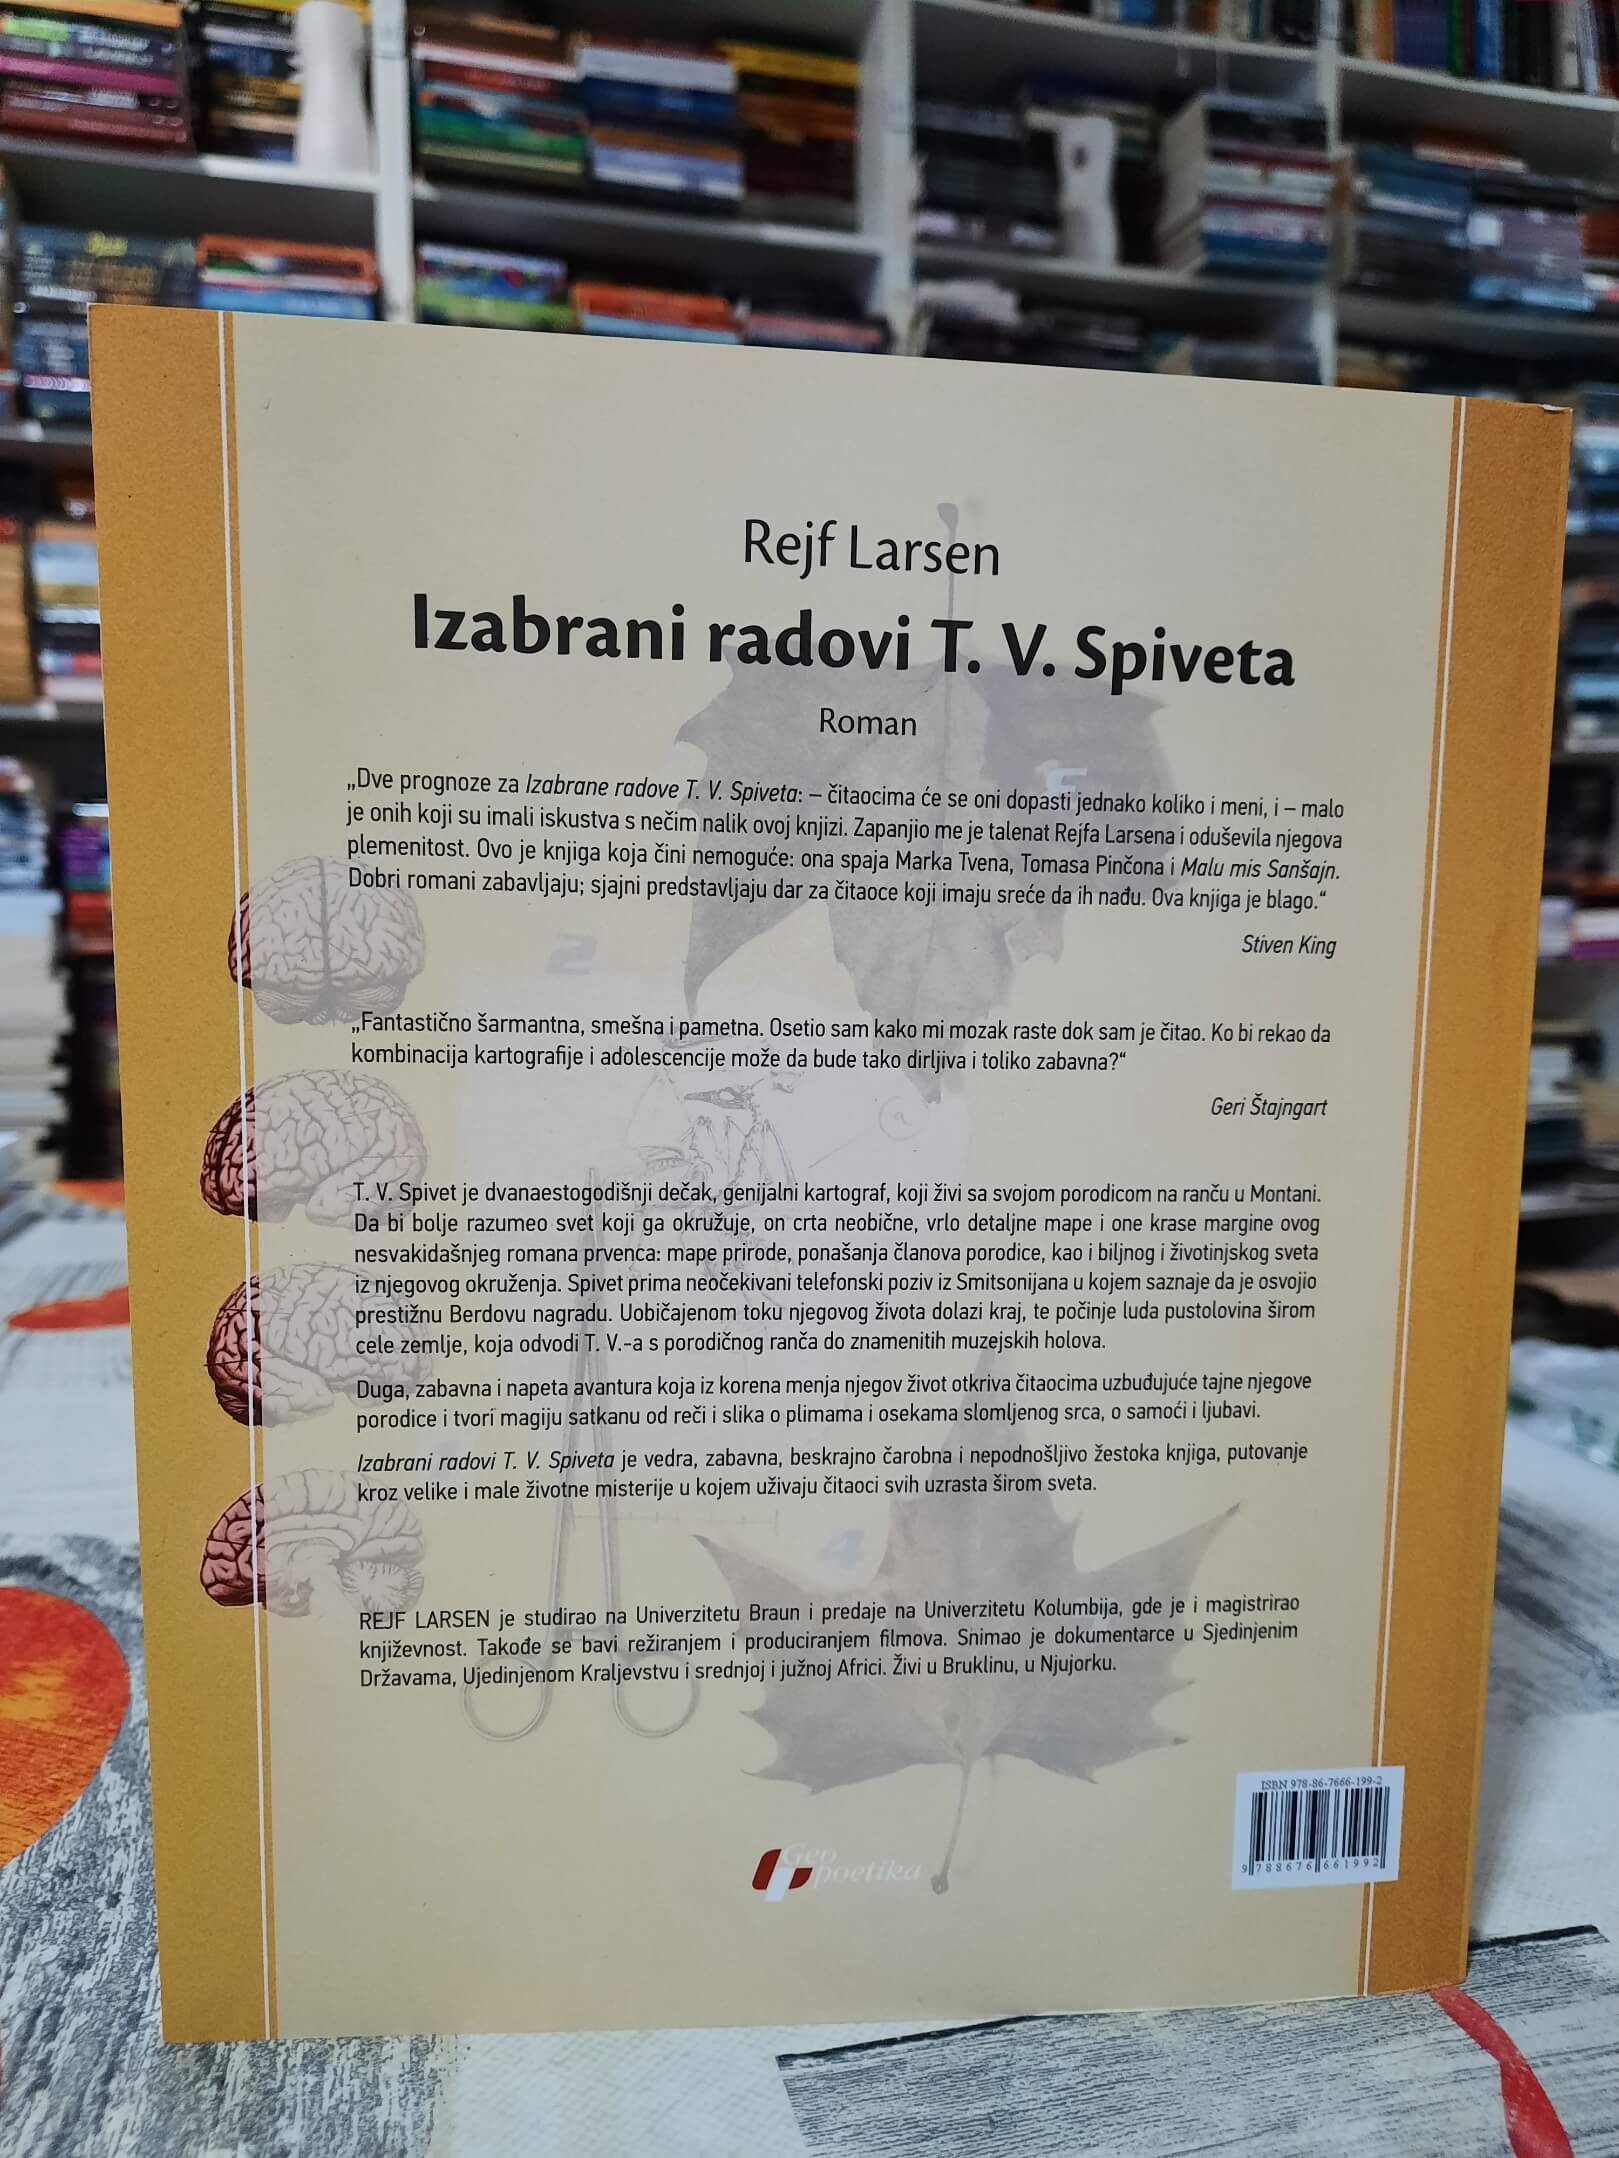 Rejf Larsen
Izabrani radovi T. V. Spiveta
Roman
„Dve prognoze za Izabrane radove T. V. Spiveta: – čitaocima će se oni dopasti jednako koliko i meni, i – malo
je onih koji su imali iskustva s nečim nalik ovoj knjizi. Zapanjio me je talenat Rejfa Larsena i oduševila njegova
plemenitost. Ovo je knjiga koja čini nemoguće: ona spaja Marka Tvena, Tomasa Pinčona i Malu mis Sanšajn.
Dobri romani zabavljaju; sjajni predstavljaju dar za čitaoce koji imaju sreće da ih nađu. Ova knjiga je blago.“
Stiven King
„Fantastično šarmantna, smešna i pametna. Osetio sam kako mi mozak raste dok sam je čitao. Ko bi rekao da
kombinacija kartografije i adolescencije može da bude tako dirljiva i toliko zabavna?“
Geri Štajngart
T. V. Spivet je dvanaestogodišnji dečak, genijalni kartograf, koji živi sa svojom porodicom na ranču u Montani.
Da bi bolje razumeo svet koji ga okružuje, on crta neobične, vrlo detaljne mape i one krase margine ovog
nesvakidašnjeg romana prvenca: mape prirode, ponašanja članova porodice, kao i biljnog i životinjskog sveta
iz njegovog okruženja. Spivet prima neočekivani telefonski poziv iz Smitsonijana u kojem saznaje da je osvojio
prestižnu Berdovu nagradu. Uobičajenom toku njegovog života dolazi kraj, te počinje luda pustolovina širom
cele zemlje, koja odvodi T. V.-a s porodičnog ranča do znamenitih muzejskih holova.
Duga, zabavna i napeta avantura koja iz korena menja njegov život otkriva čitaocima uzbuđujuće tajne njegove
porodice i tvori magiju satkanu od reči i slika o plimama i osekama slomljenog srca, o samoći i ljubavi.
Izabrani radovi T. V. Spiveta je vedra, zabavna, beskrajno čarobna i nepodnošljivo žestoka knjiga, putovanje
kroz velike i male životne misterije u kojem uživaju čitaoci svih uzrasta širom sveta.
REJF LARSEN je studirao na Univerzitetu Braun i predaje na Univerzitetu Kolumbija, gde je i magistrirao
književnost. Takođe se bavi režiranjem i produciranjem filmova. Snimao je dokumentarce u Sjedinjenim
Državama, Ujedinjenom Kraljevstvu i srednjoj i južnoj Africi. Živi u Bruklinu, u Njujorku.
2
4
ISBN 978-86-7666-199-2
9 788676 661992
Geo
poetika